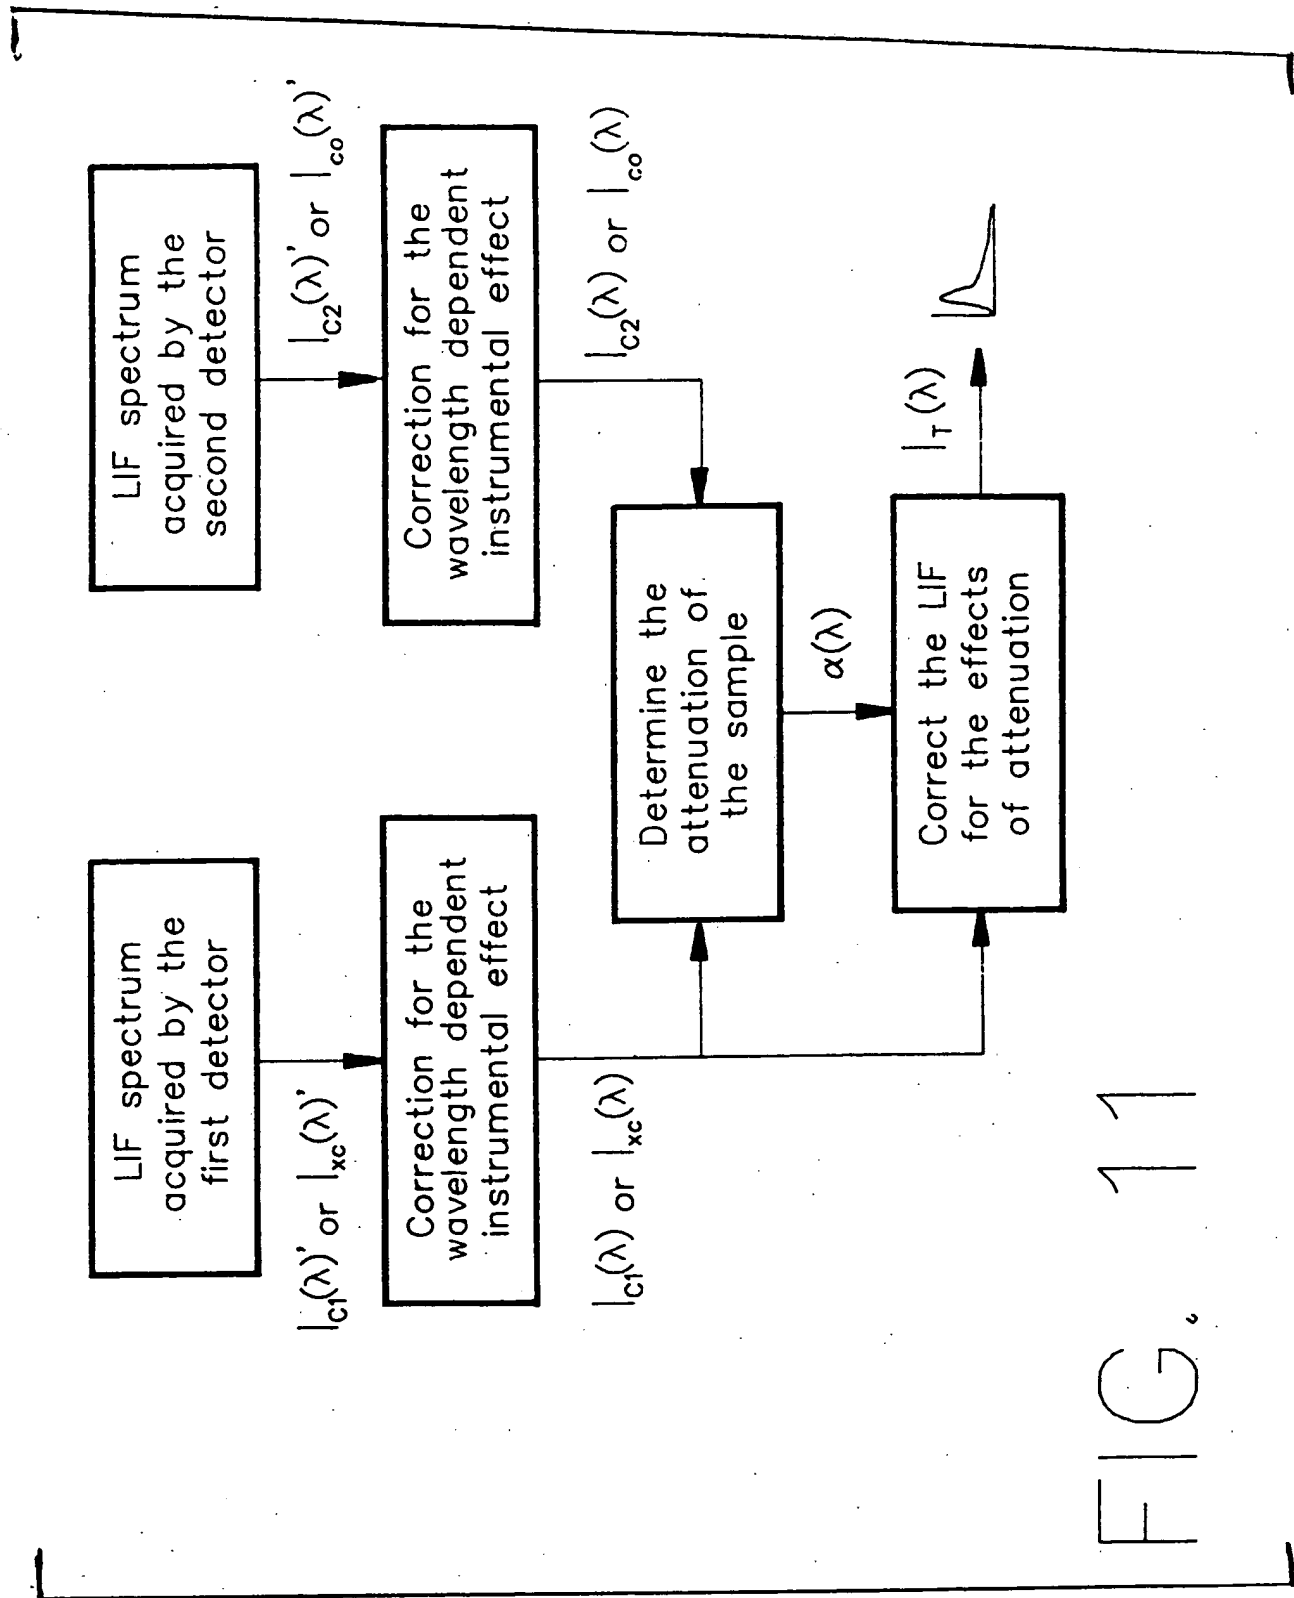 LIF spectrum
acquired by the
first detector
I_C1(λ)' or I_xc(λ)'
Correction for the
wavelength dependent
instrumental effect
I_C1(λ) or I_xc(λ)
LIF spectrum
acquired by the
second detector
I_C2(λ)' or I_co(λ)'
Correction for the
wavelength dependent
instrumental effect
I_C2(λ) or I_co(λ)
Determine the
attenuation of
the sample
α(λ)
Correct the LIF
for the effects
of attenuation
I_T(λ)
FIG. 11